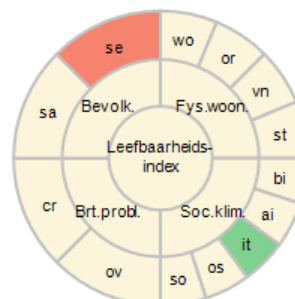 se
wo
or
vn
st
bi
ai
it
os
so
ov
cr
sa
Bevolk.
Fys.woon.
Leefbaarheids-
index
Brt.probl.
Soc.klim.